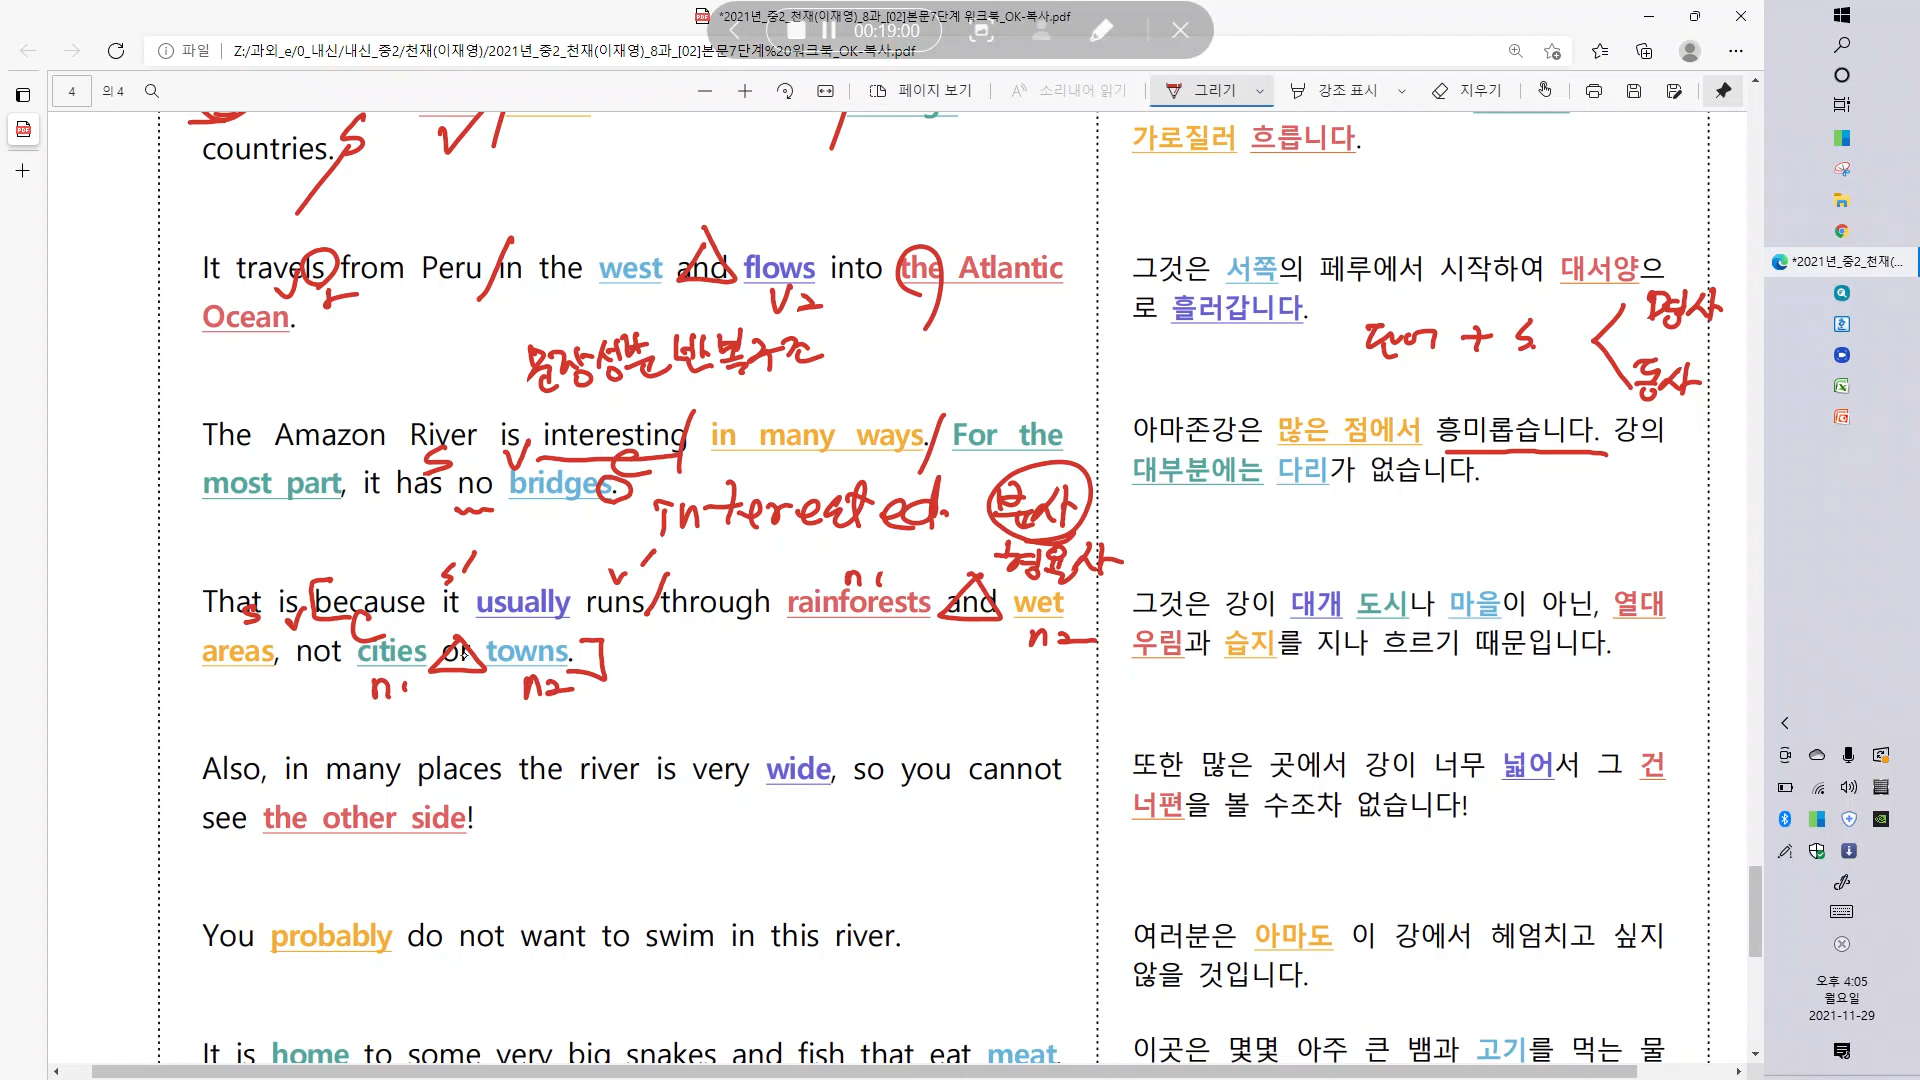 *2021년_중2_천재(이재영)_8과_[02]본문7단계 워크북_OK-복사.pdf
00:19:00
파일
Z:/과외_e/0_내신/내신_중2/천재(이재영)/2021년_중2_천재(이재영)_8과_[02]본문7단계%20워크북_OK-복사.pdf
4 의 4
페이지 보기
소리내어 읽기
그리기
강조 표시
지우기
countries. S
V
가로질러 흐릅니다.
It travels from Peru in the west and flows into the Atlantic
V2
Ocean.
그것은 서쪽의 페루에서 시작하여 대서양으
로 흘러갑니다.
명사
단어 + s
동사
문장성분 반복구조
The Amazon River is interesting in many ways. For the
S V C
most part, it has no bridges.
interested. 분사
형용사
아마존강은 많은 점에서 흥미롭습니다. 강의
대부분에는 다리가 없습니다.
s' v' n1
That is because it usually runs through rainforests and wet
s v C n2
areas, not cities or towns.
n1 n2
그것은 강이 대개 도시나 마을이 아닌, 열대
우림과 습지를 지나 흐르기 때문입니다.
Also, in many places the river is very wide, so you cannot
see the other side!
또한 많은 곳에서 강이 너무 넓어서 그 건
너편을 볼 수조차 없습니다!
You probably do not want to swim in this river.
여러분은 아마도 이 강에서 헤엄치고 싶지
않을 것입니다.
It is home to some very big snakes and fish that eat meat.
이곳은 몇몇 아주 큰 뱀과 고기를 먹는 물
*2021년_중2_천재(...
오후 4:05
월요일
2021-11-29